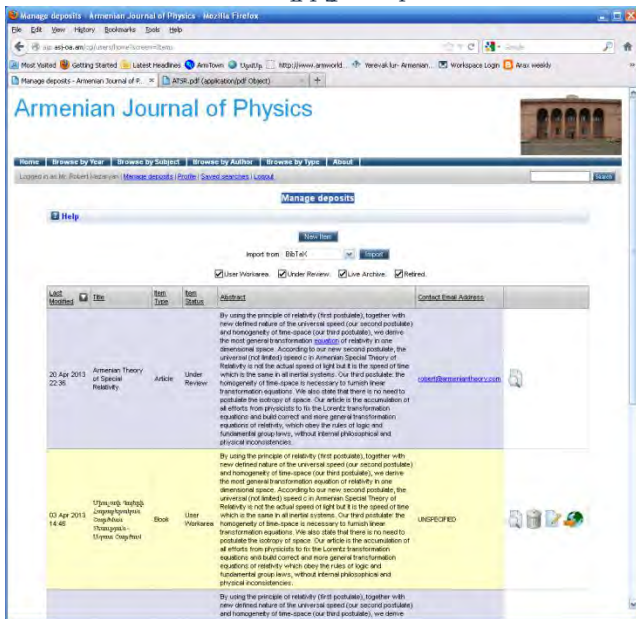 Manage deposits - Armenian Journal of Physics - Mozilla Firefox
File Edit View History Bookmarks Tools Help
Most Visited Getting Started Latest Headlines ArmTown http://www.armworld... Yerevak lur- Armenian... Workspace Login Arax weekly
Manage deposits - Armenian Journal of P... × ATSR.pdf (application/pdf Object) +
Armenian Journal of Physics
Home Browse by Year Browse by Subject Browse by Author Browse by Type About
Logged in as Mr. Robert | Manage deposits | Profile | Saved searches | Logout
Search
Manage deposits
Help
New Item
Import from BibTeX Import
User Workarea. Under Review. Live Archive. Retired.
Last Modified Title Item Type Item Status Abstract Contact Email Address
20 Apr 2013 22:36
Armenian Theory of Special Relativity
Article
Under Review
By using the principle of relativity (first postulate), together with
new defined nature of the universal speed (our second postulate)
and homogeneity of time-space (our third postulate), we derive
the most general transformation equation of relativity in one
dimensional space. According to our new second postulate, the
universal (not limited) speed c in Armenian Special Theory of
Relativity is not the actual speed of light but it is the speed of time
which is the same in all inertial systems. Our third postulate: the
homogeneity of time-space is necessary to furnish linear
transformation equations. We also state that there is no need to
postulate the isotropy of space. Our article is the accumulation of
all efforts from physicists to fix the Lorentz transformation
equations and build correct and more general transformation
equations of relativity, which obey the rules of logic and
fundamental group laws, without internal philosophical and
physical inconsistencies.
robert@armeniantheory.com
03 Apr 2013 14:46
Book
User Workarea
By using the principle of relativity (first postulate), together with
new defined nature of the universal speed (our second postulate)
and homogeneity of time-space (our third postulate), we derive
the most general transformation equation of relativity in one
dimensional space. According to our new second postulate, the
universal (not limited) speed c in Armenian Special Theory of
Relativity is not the actual speed of light but it is the speed of time
which is the same in all inertial systems. Our third postulate: the
homogeneity of time-space is necessary to furnish linear
transformation equations. We also state that there is no need to
postulate the isotropy of space. Our article is the accumulation of
all efforts from physicists to fix the Lorentz transformation
equations and build correct and more general transformation
equations of relativity which obey the rules of logic and
fundamental group laws, without internal philosophical and
physical inconsistencies.
UNSPECIFIED
By using the principle of relativity (first postulate), together with
new defined nature of the universal speed (our second postulate)
and homogeneity of time-space (our third postulate), we derive